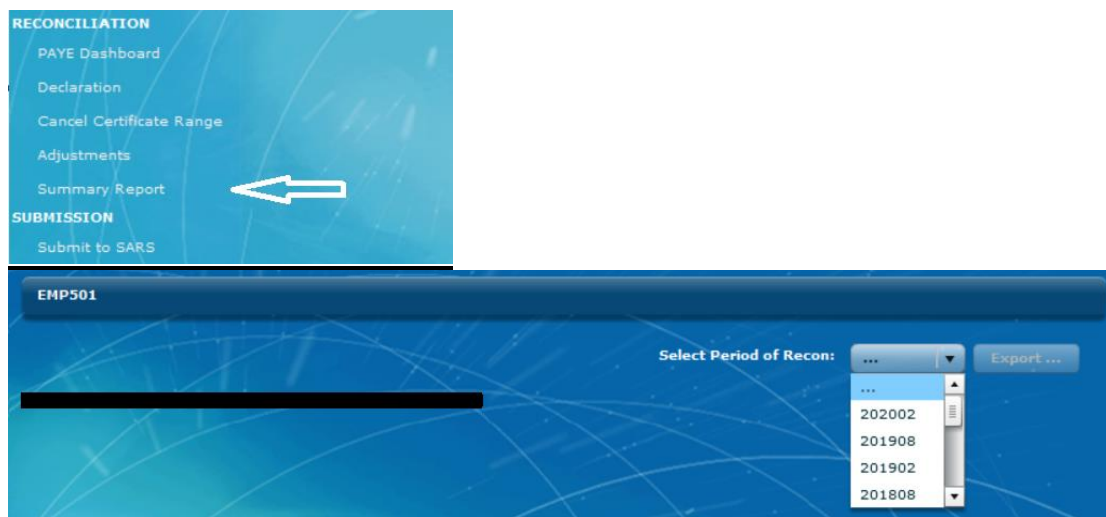 RECONCILIATION
PAYE Dashboard
Declaration
Cancel Certificate Range
Adjustments
Summary Report
SUBMISSION
Submit to SARS
EMP501
Select Period of Recon: ... Export ...
...
202002
201908
201902
201808